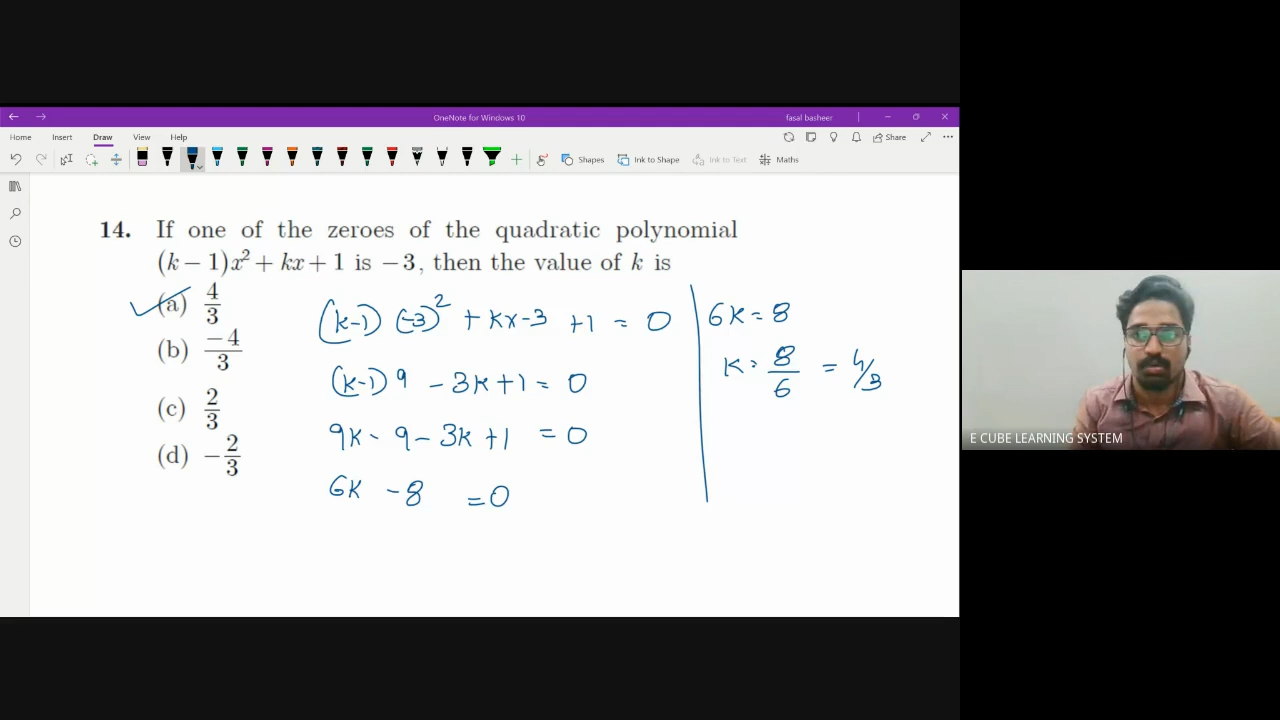 OneNote for Windows 10
fasal basheer
Home Insert Draw View Help
Share
Shapes Ink to Shape Ink to Text Maths
14. If one of the zeroes of the quadratic polynomial
(k − 1)x² + kx + 1 is −3, then the value of k is
(a) 4/3
(b) −4/3
(c) 2/3
(d) −2/3
(k-1) (-3)² + k x -3 + 1 = 0
(k-1) 9 - 3k + 1 = 0
9k - 9 - 3k + 1 = 0
6k - 8 = 0
6k = 8
k = 8/6 = 4/3
E CUBE LEARNING SYSTEM